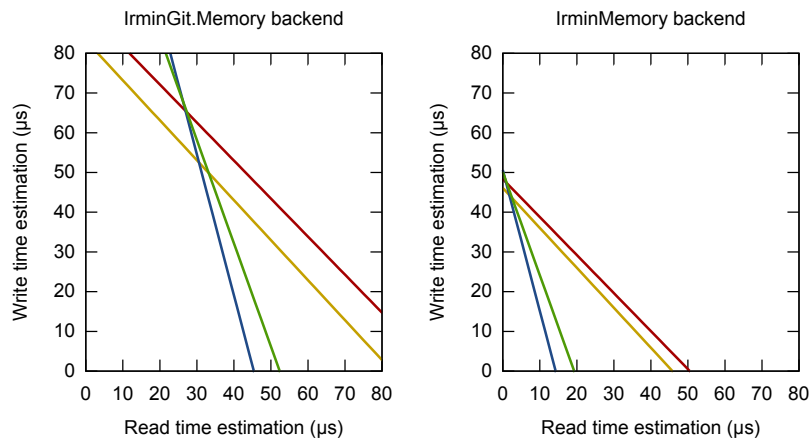 IrminGit.Memory backend
80
70
60
50
40
30
20
10
0
0 10 20 30 40 50 60 70 80
Write time estimation (µs)
Read time estimation (µs)
IrminMemory backend
80
70
60
50
40
30
20
10
0
0 10 20 30 40 50 60 70 80
Write time estimation (µs)
Read time estimation (µs)